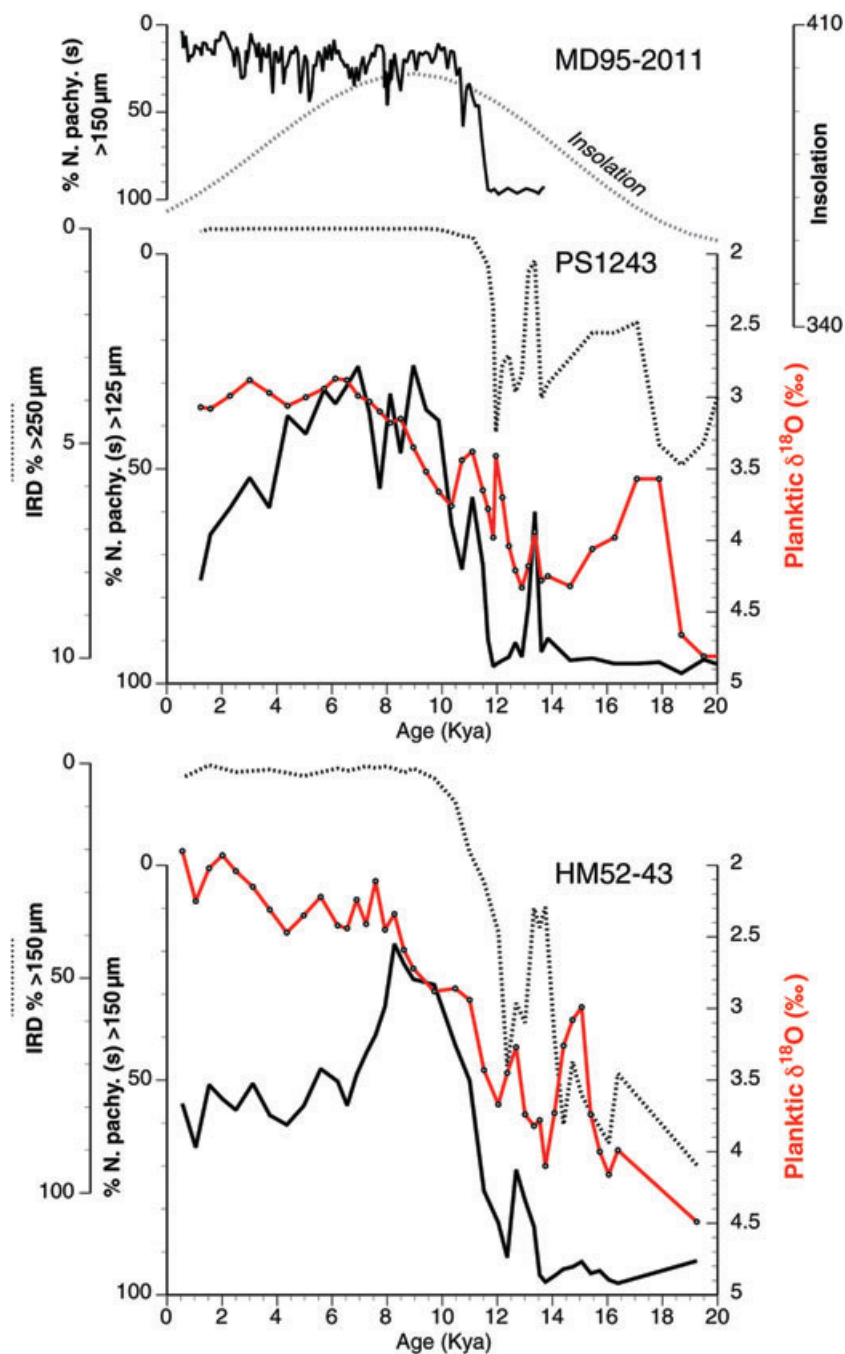 0
50
100
% N. pachy. (s)
>150 µm
MD95-2011
Insolation
410
340
Insolation
PS1243
0
5
10
IRD % >250 µm
0
50
100
% N. pachy. (s) >125 µm
2
2.5
3
3.5
4
4.5
5
Planktic δ18O (‰)
0 2 4 6 8 10 12 14 16 18 20
Age (Kya)
HM52-43
0
50
100
IRD % >150 µm
0
50
100
% N. pachy. (s) >150 µm
2
2.5
3
3.5
4
4.5
5
Planktic δ18O (‰)
0 2 4 6 8 10 12 14 16 18 20
Age (Kya)